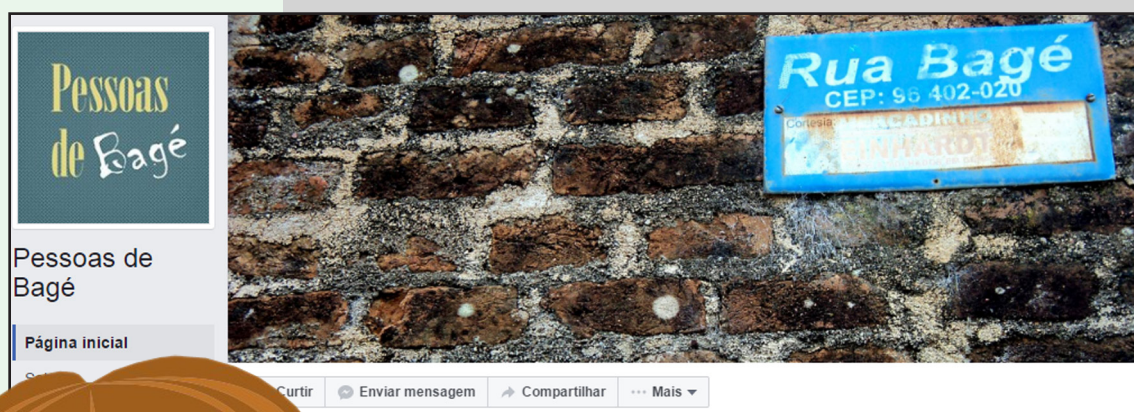 Pessoas
de Bagé
Pessoas de
Bagé
Página inicial
Rua Bagé
CEP: 96 402-020
Cortesia:
Curtir
Enviar mensagem
Compartilhar
Mais